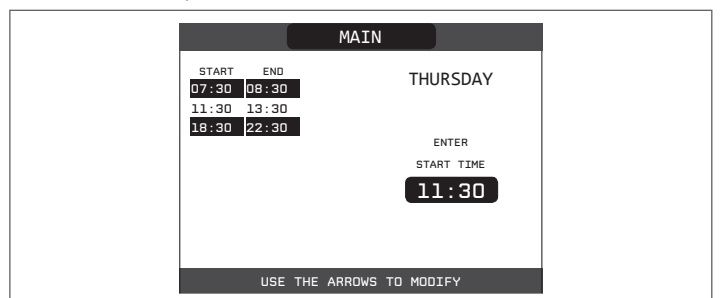 MAIN
START END
THURSDAY
07:30 08:30
11:30 13:30
18:30 22:30
ENTER
START TIME
11:30
USE THE ARROWS TO MODIFY